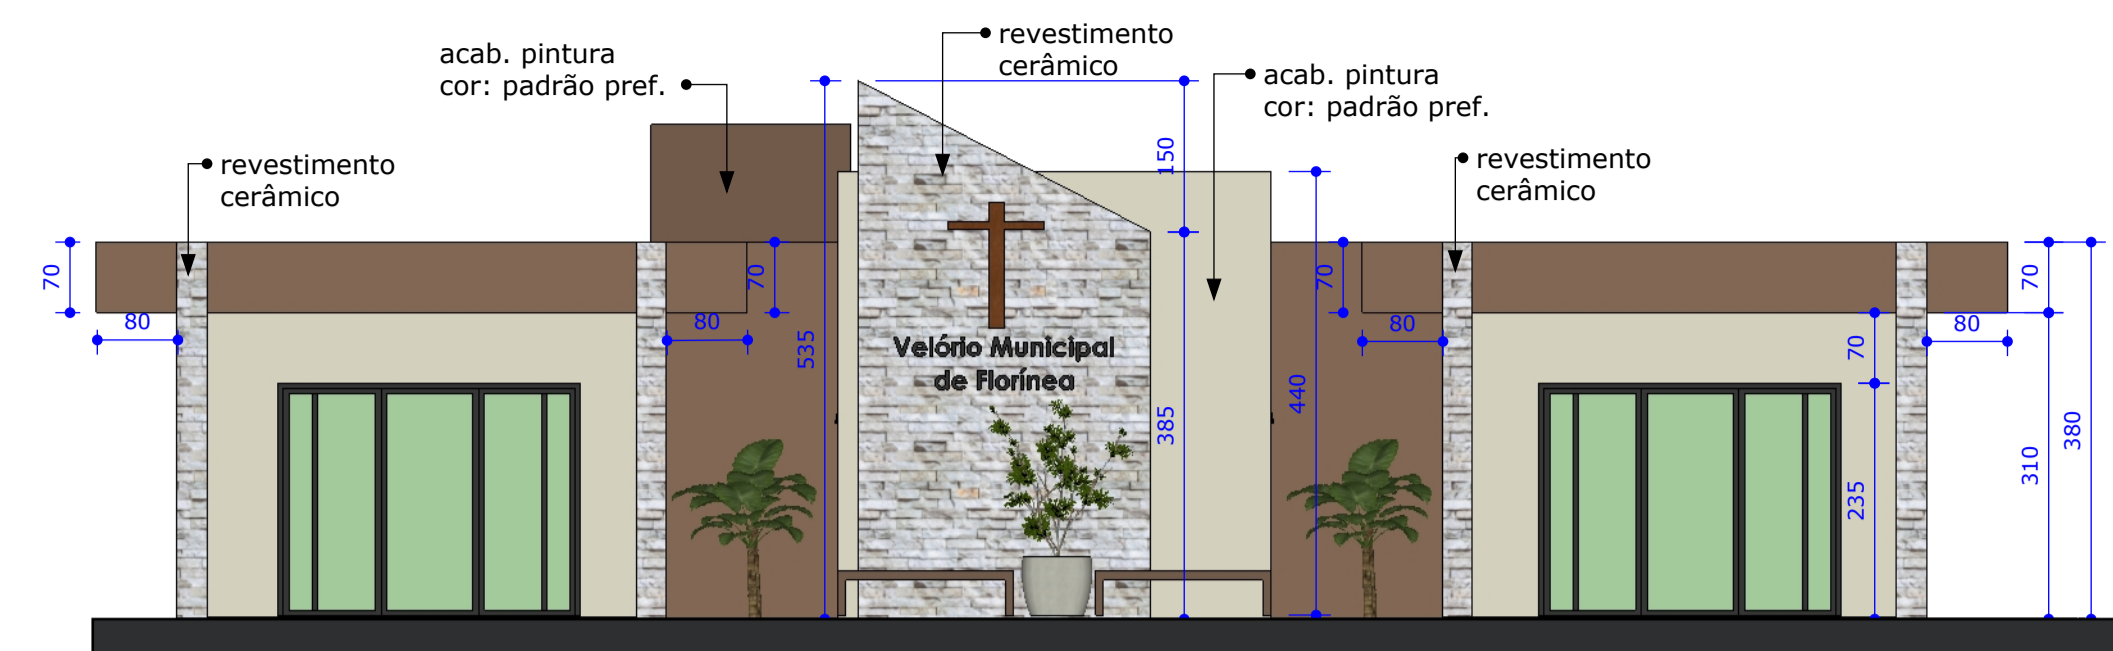 revestimento
cerâmico
acab. pintura
cor: padrão pref.
acab. pintura
cor: padrão pref.
revestimento
cerâmico
revestimento
cerâmico
150
70
70
70
70
80
80
80
80
535
Velório Municipal
de Florínea
385
440
70
235
310
380